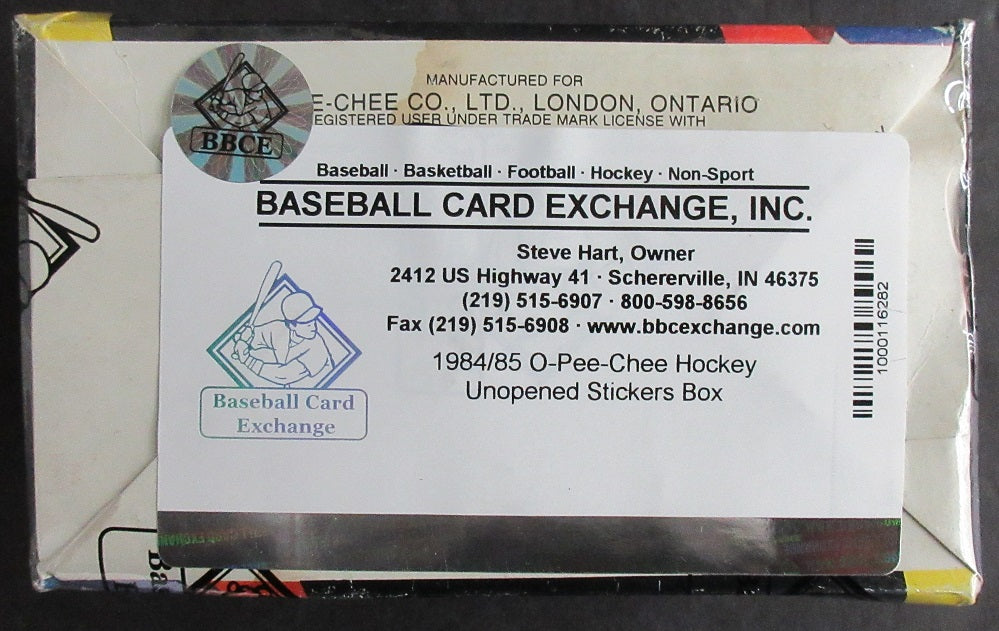 MANUFACTURED FOR
E-CHEE CO., LTD., LONDON, ONTARIO
EGISTERED USER UNDER TRADE MARK LICENSE WITH
BBCE
Baseball · Basketball · Football · Hockey · Non-Sport
BASEBALL CARD EXCHANGE, INC.
Steve Hart, Owner
2412 US Highway 41 · Schererville, IN 46375
(219) 515-6907 · 800-598-8656
Fax (219) 515-6908 · www.bbcexchange.com
1984/85 O-Pee-Chee Hockey
Unopened Stickers Box
Baseball Card
Exchange
1000116282
Ba